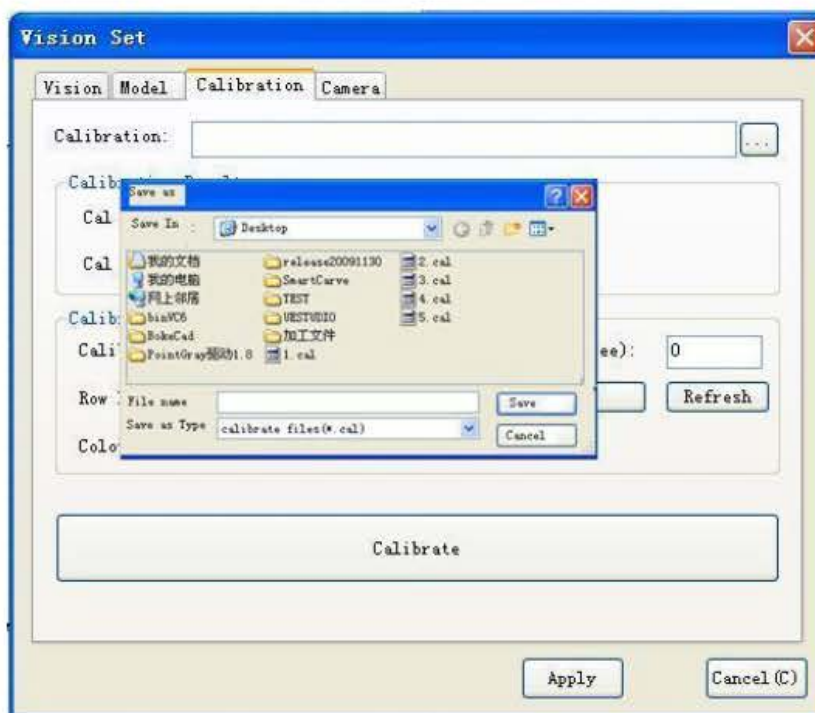 Vision Set
Vision Model Calibration Camera
Calibration: ...
Calib
Save as
Cal
Save In : Desktop
Cal
我的文档 release20091130 2.cal
我的电脑 SmartCarve 3.cal
网上邻居 TEST 4.cal
binVC6 UESTUDIO 5.cal
BokeCad 加工文件
PointGray驱动1.8 1.cal
Calib
Cali ee): 0
Row File name Save Refresh
Save as Type calibrate files(*.cal) Cancel
Colo
Calibrate
Apply Cancel(C)